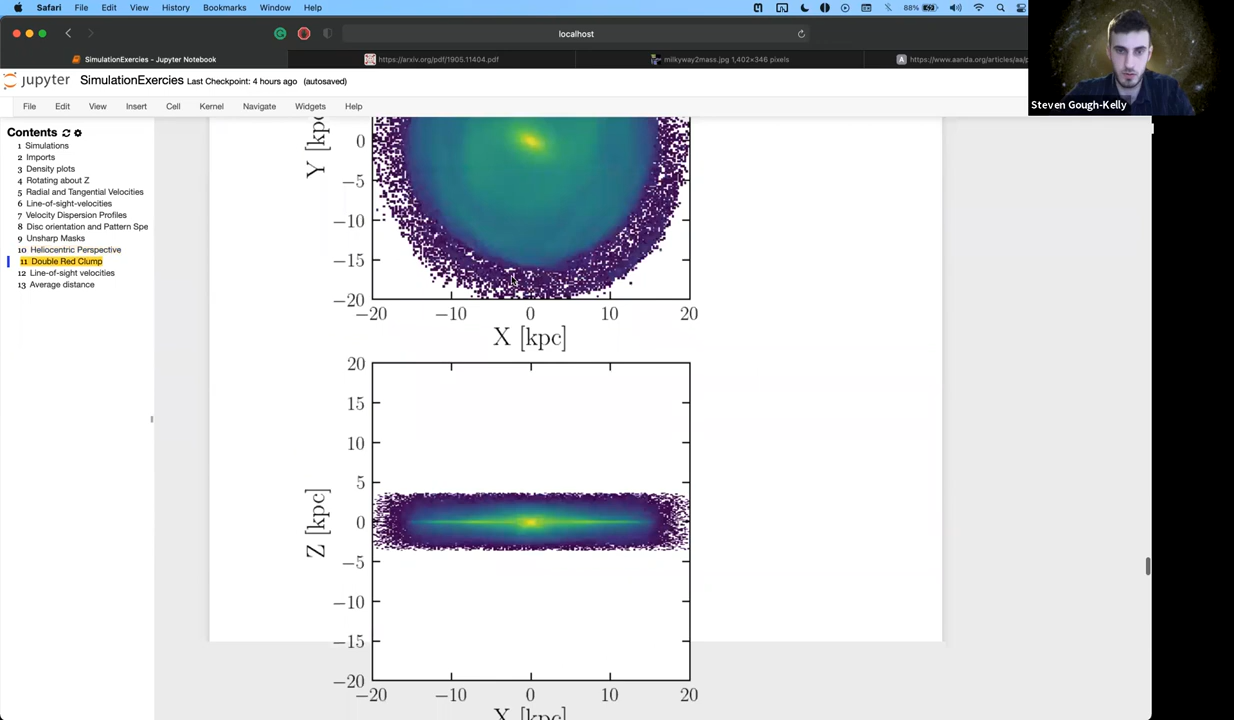 Safari File Edit View History Bookmarks Window Help 88%
localhost
SimulationExercies - Jupyter Notebook https://arxiv.org/pdf/1905.11404.pdf milkyway2mass.jpg 1,402×346 pixels https://www.aanda.org/articles/aa/p
jupyter SimulationExercies Last Checkpoint: 4 hours ago (autosaved)
Steven Gough-Kelly
File Edit View Insert Cell Kernel Navigate Widgets Help
Contents
1 Simulations
2 Imports
3 Density plots
4 Rotating about Z
5 Radial and Tangential Velocities
6 Line-of-sight-velocities
7 Velocity Dispersion Profiles
8 Disc orientation and Pattern Spe
9 Unsharp Masks
10 Heliocentric Perspective
11 Double Red Clump
12 Line-of-sight velocities
13 Average distance
Y [kpc
0
−5
−10
−15
−20
−20 −10 0 10 20
X [kpc]
20
15
10
5
0
−5
−10
−15
−20
Z [kpc]
−20 −10 0 10 20
X [kpc]